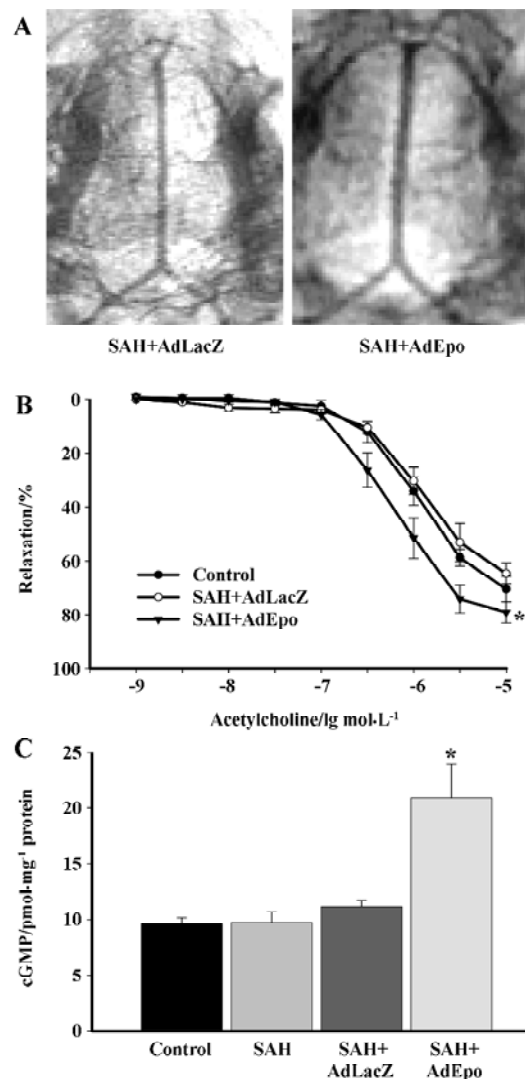 A
SAH+AdLacZ SAH+AdEpo
B
0
20
40
60
80
100
Relaxation/%
Control
SAH+AdLacZ
SAH+AdEpo
*
-9 -8 -7 -6 -5
Acetylcholine/lg mol·L⁻¹
C
25
20
15
10
5
0
cGMP/pmol·mg⁻¹ protein
*
Control SAH SAH+ SAH+
AdLacZ AdEpo